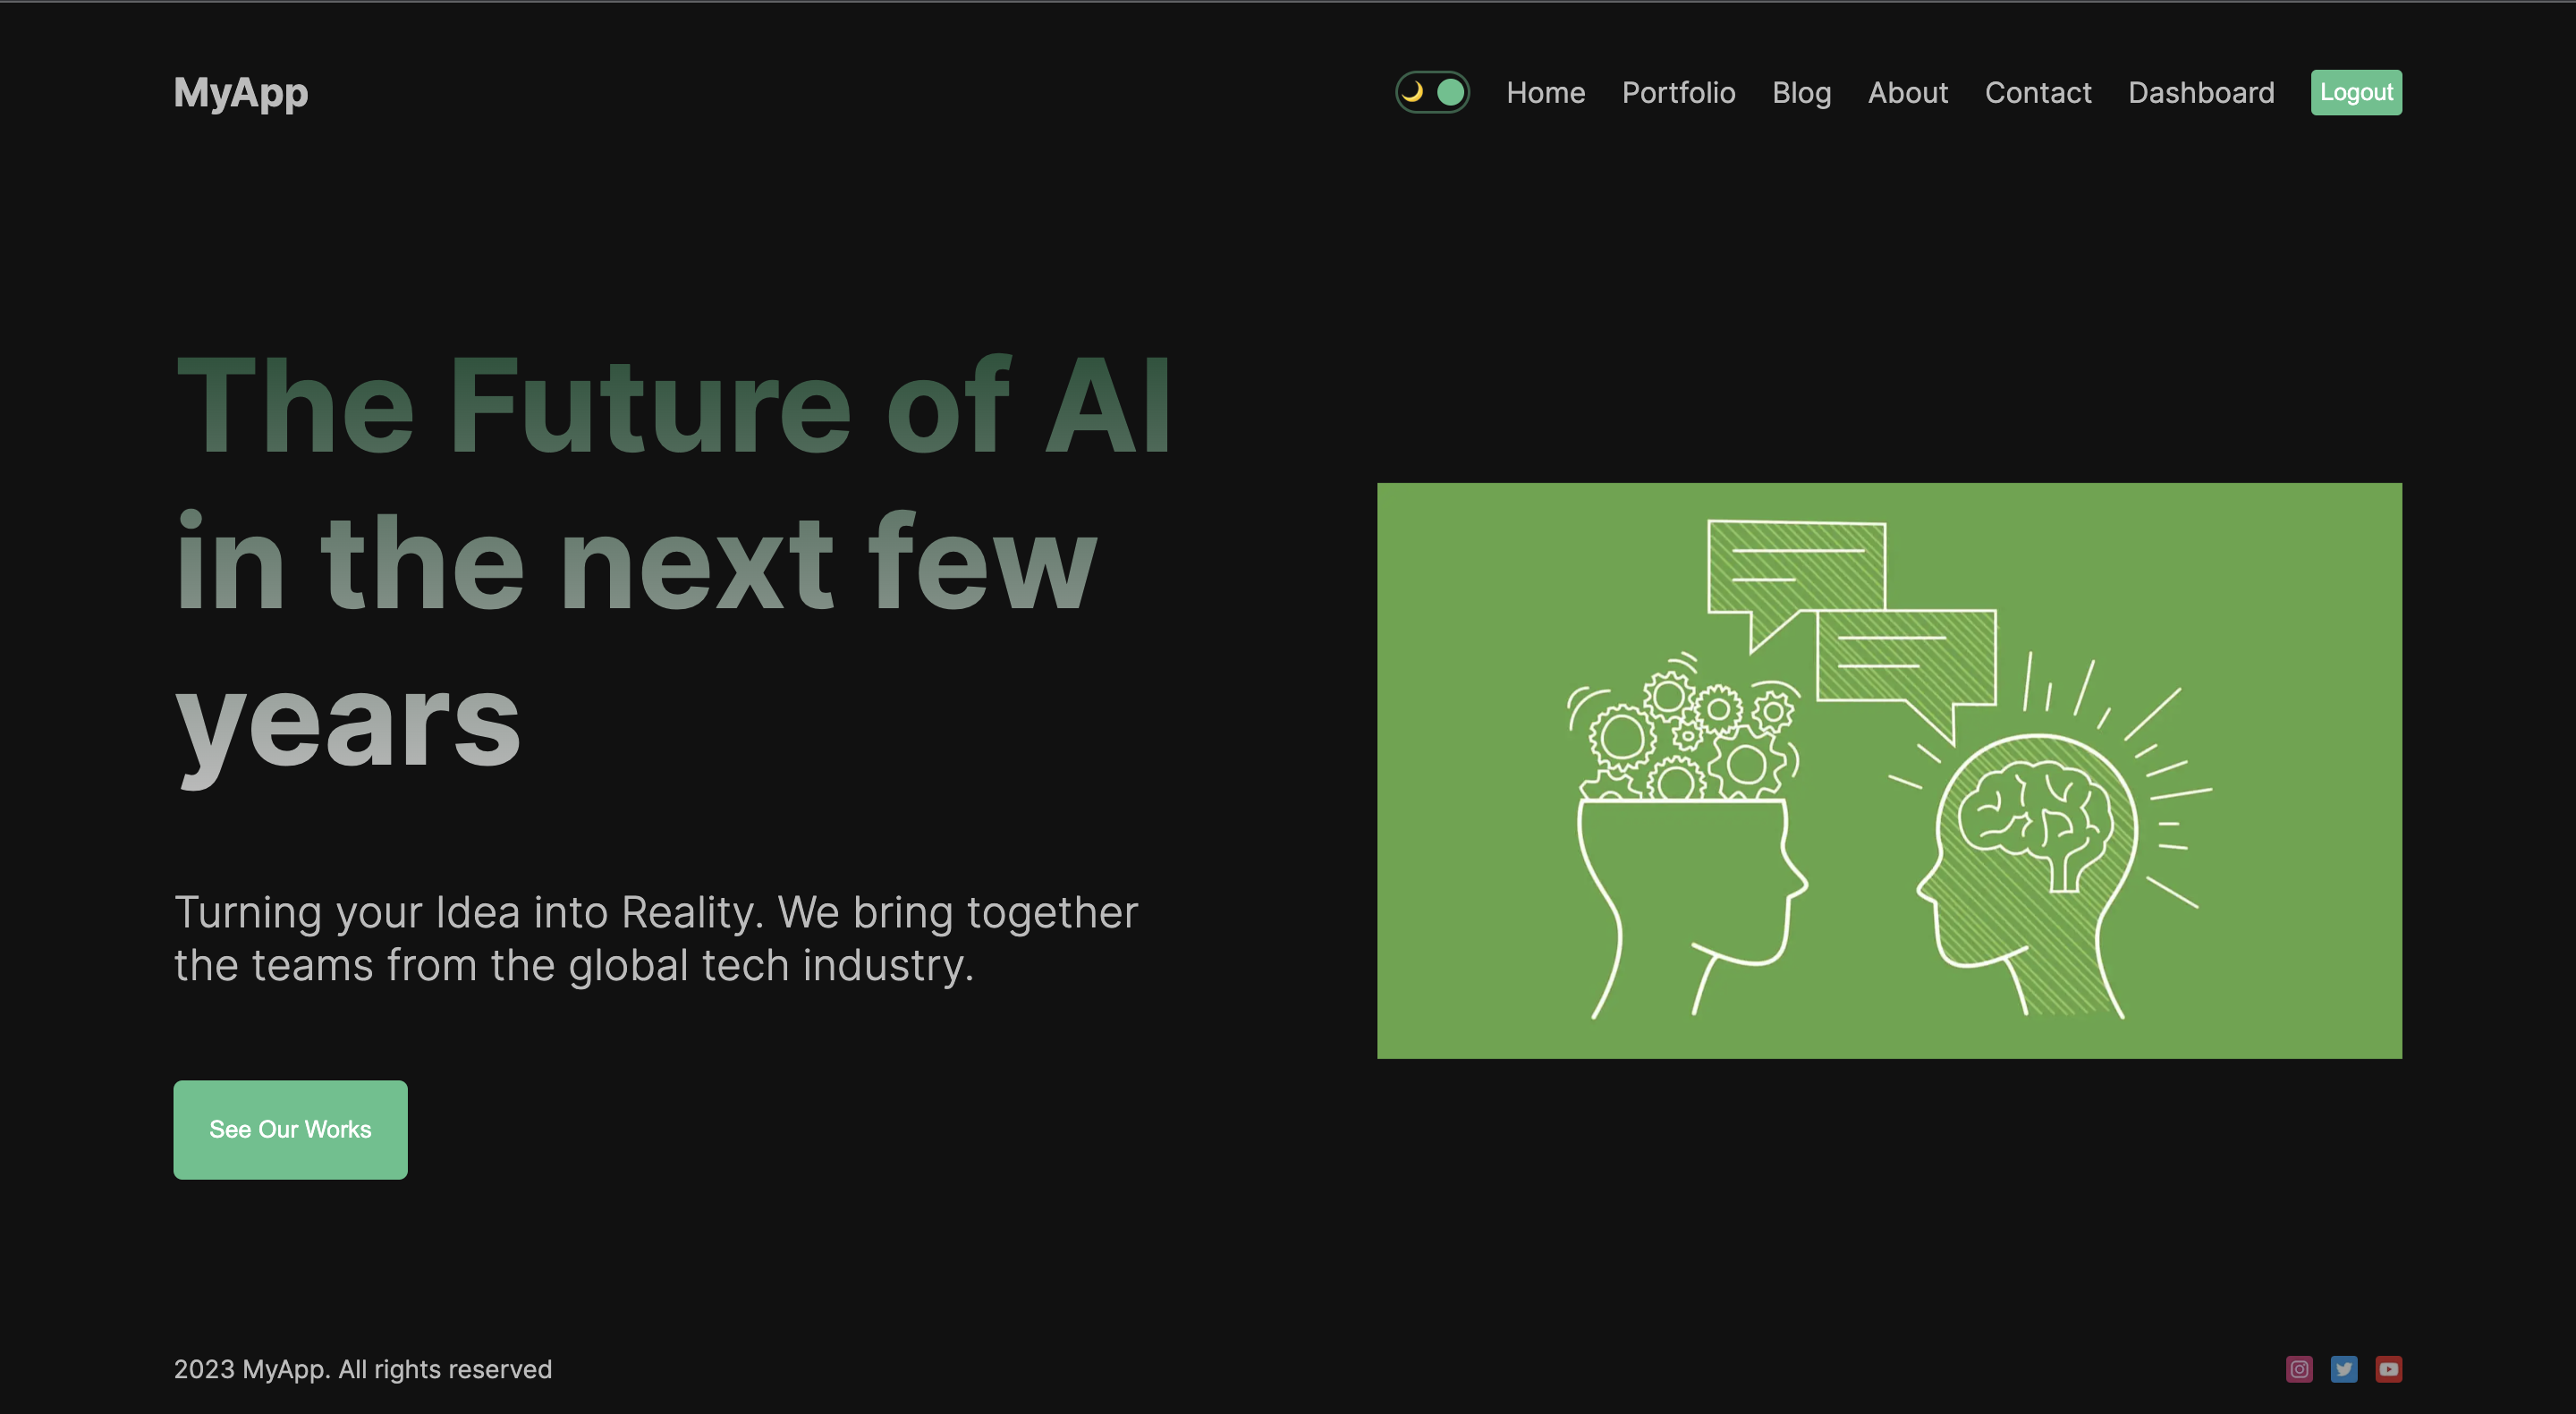 MyApp
Home Portfolio Blog About Contact Dashboard Logout
The Future of AI
in the next few
years
Turning your Idea into Reality. We bring together
the teams from the global tech industry.
See Our Works
2023 MyApp. All rights reserved